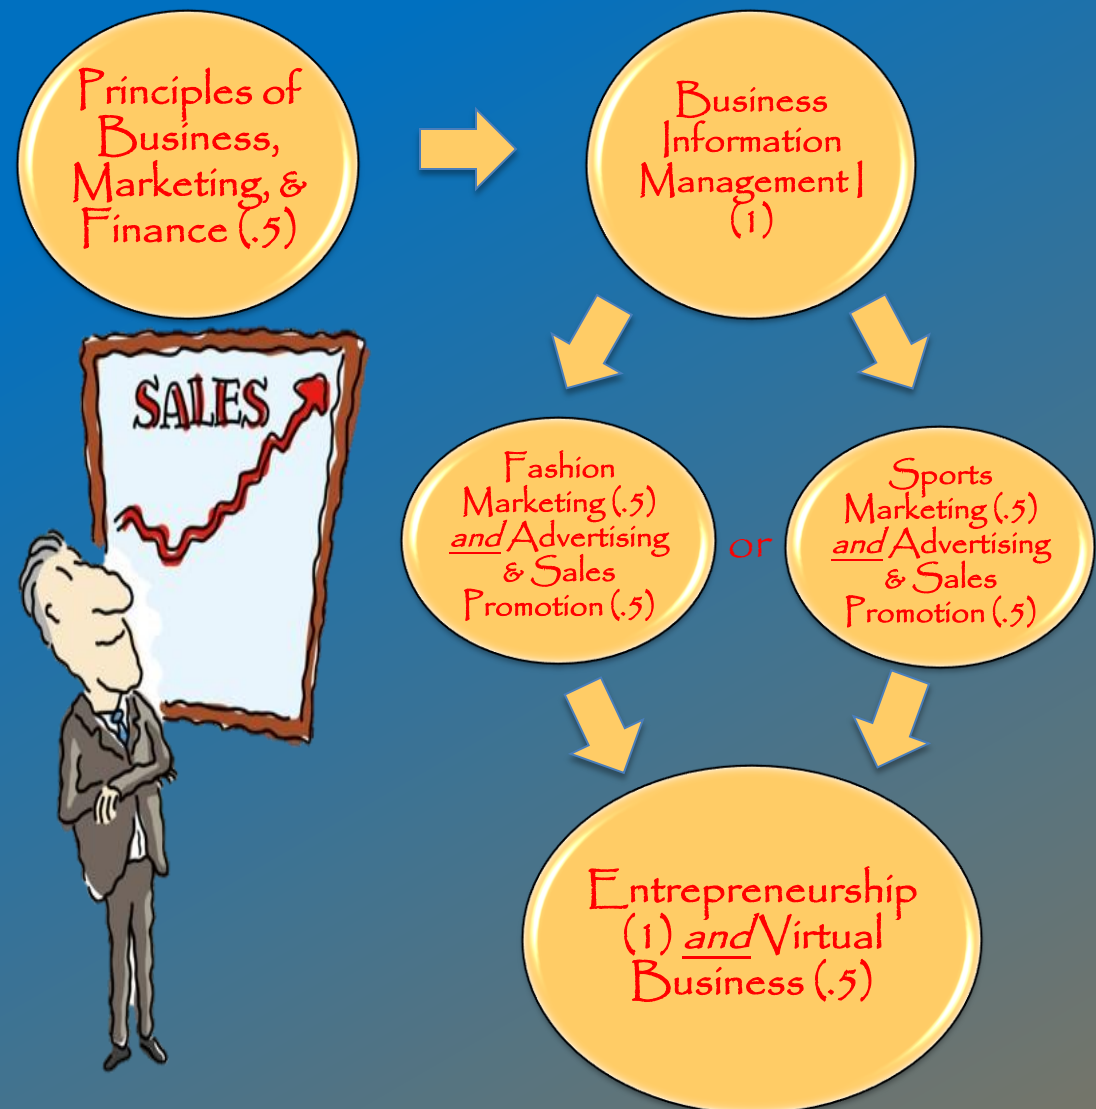 Principles of
Business,
Marketing, &
Finance (.5)
Business
Information
Management I
(1)
SALES
Fashion
Marketing (.5)
and Advertising
& Sales
Promotion (.5)
or
Sports
Marketing (.5)
and Advertising
& Sales
Promotion (.5)
Entrepreneurship
(1) and Virtual
Business (.5)